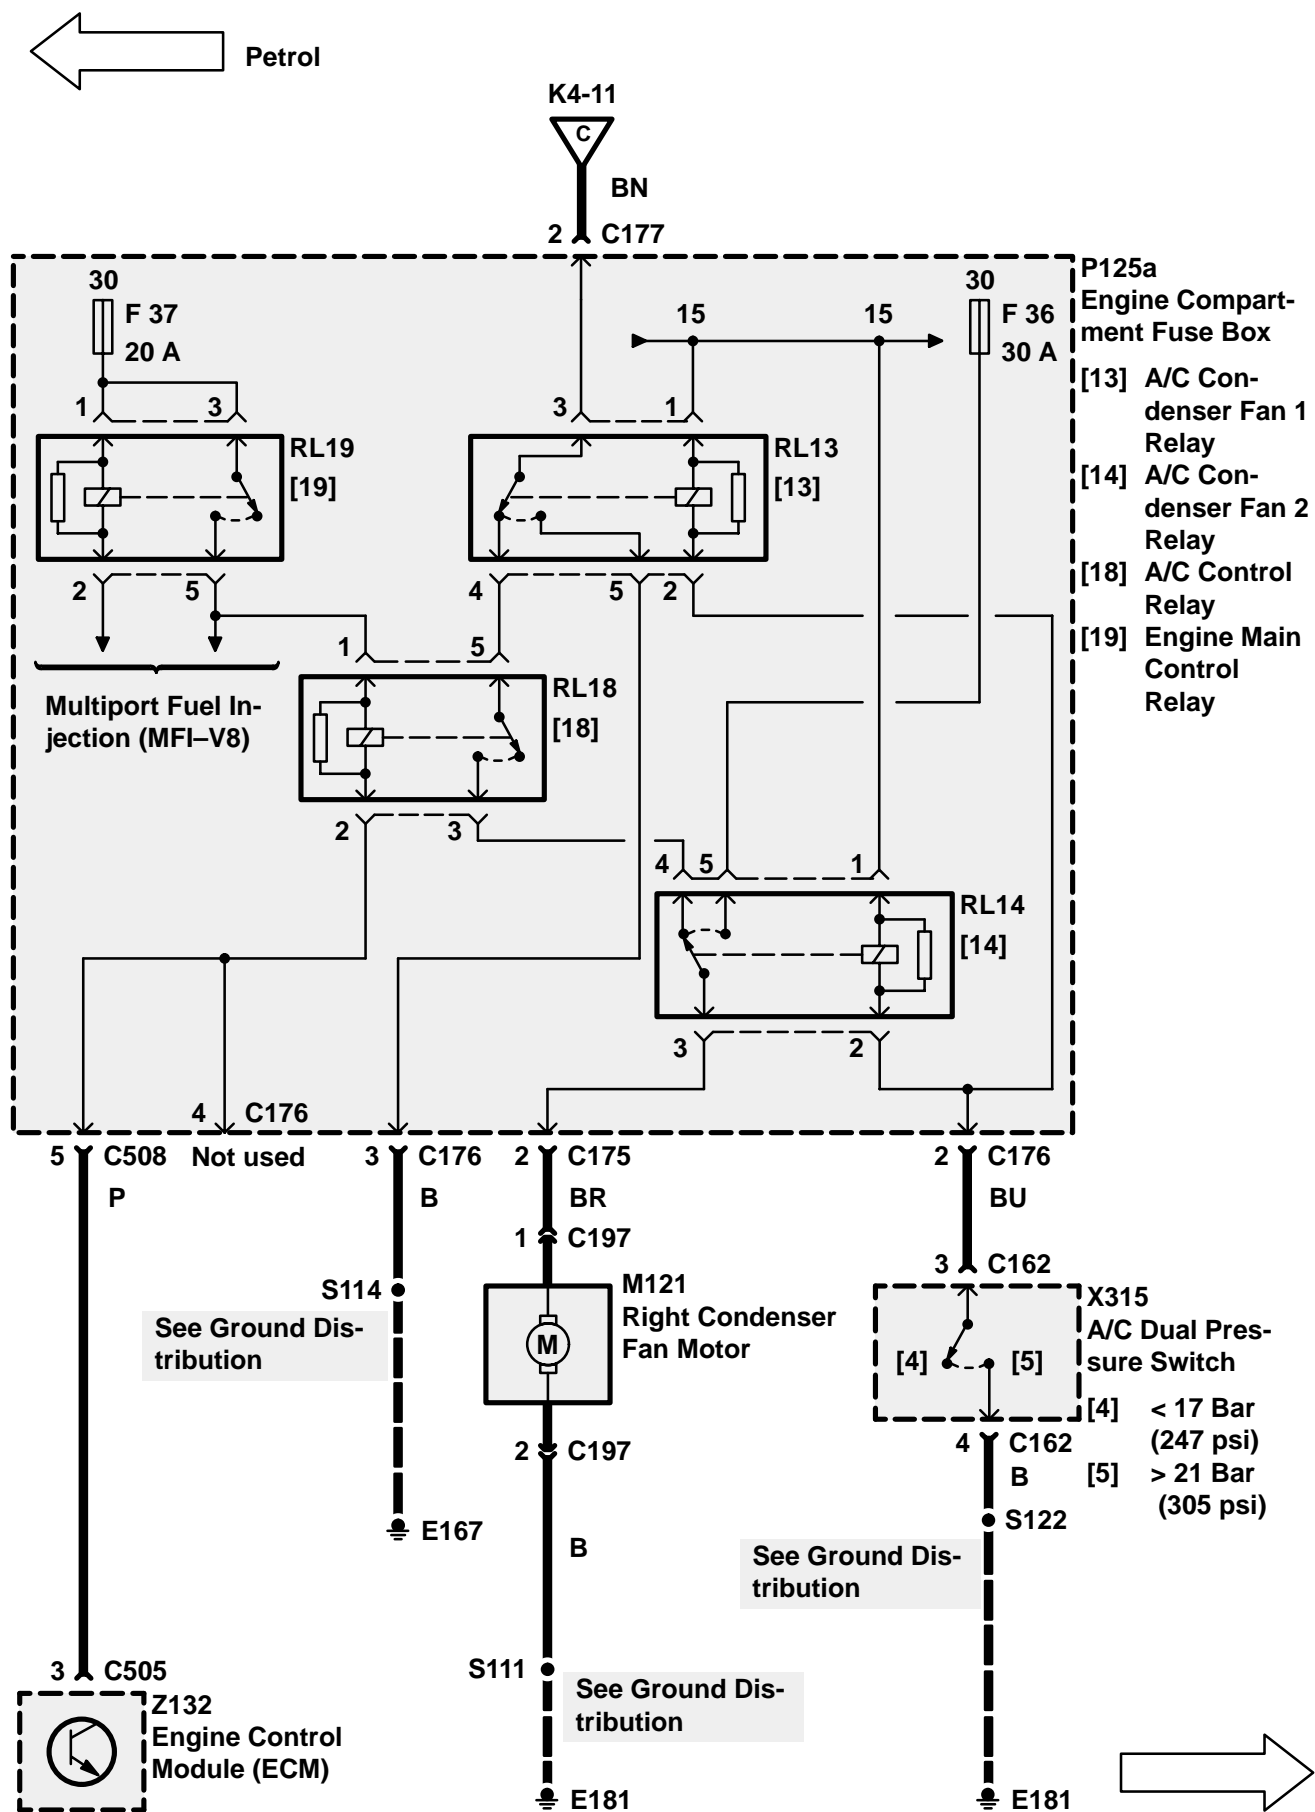 Petrol
K4-11
C
BN
2 C177
30
F 37
20 A
15 15
30
F 36
30 A
P125a
Engine Compart-
ment Fuse Box
[13] A/C Con-
denser Fan 1
Relay
[14] A/C Con-
denser Fan 2
Relay
[18] A/C Control
Relay
[19] Engine Main
Control
Relay
1 3
RL19
[19]
2 5
3 1
RL13
[13]
4 5 2
Multiport Fuel In-
jection (MFI–V8)
1 5
RL18
[18]
2 3
4 5 1
RL14
[14]
3 2
4 C176
5 C508
Not used
3 C176
2 C175
2 C176
P
B
BR
BU
1 C197
3 C162
S114
See Ground Dis-
tribution
M121
Right Condenser
Fan Motor
M
X315
A/C Dual Pres-
sure Switch
[4] [5]
[4] < 17 Bar
(247 psi)
[5] > 21 Bar
(305 psi)
2 C197
4 C162
B
E167
B
S122
See Ground Dis-
tribution
3 C505
S111
See Ground Dis-
tribution
Z132
Engine Control
Module (ECM)
E181
E181